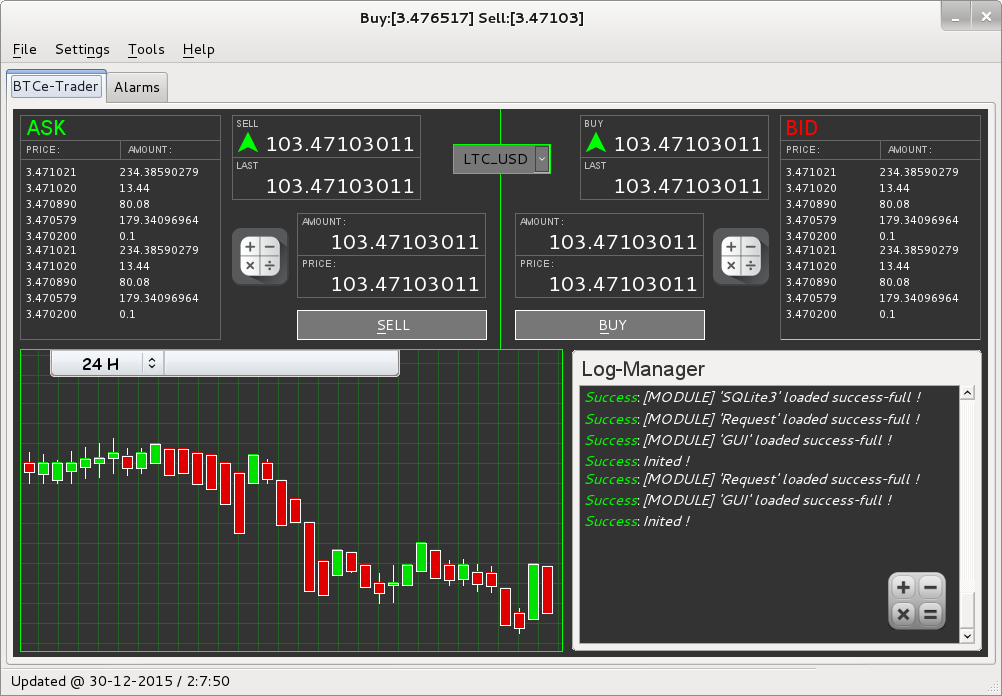 Buy:[3.476517] Sell:[3.47103]
File Settings Tools Help
BTCe-Trader Alarms
ASK
PRICE: AMOUNT:
3.471021 234.38590279
3.471020 13.44
3.470890 80.08
3.470579 179.34096964
3.470200 0.1
3.471021 234.38590279
3.471020 13.44
3.470890 80.08
3.470579 179.34096964
3.470200 0.1
SELL
103.47103011
LAST
103.47103011
AMOUNT:
103.47103011
PRICE:
103.47103011
SELL
LTC_USD
BUY
103.47103011
LAST
103.47103011
AMOUNT:
103.47103011
PRICE:
103.47103011
BUY
BID
PRICE: AMOUNT:
3.471021 234.38590279
3.471020 13.44
3.470890 80.08
3.470579 179.34096964
3.470200 0.1
3.471021 234.38590279
3.471020 13.44
3.470890 80.08
3.470579 179.34096964
3.470200 0.1
24 H
Log-Manager
Success: [MODULE] 'SQLite3' loaded success-full !
Success: [MODULE] 'Request' loaded success-full !
Success: [MODULE] 'GUI' loaded success-full !
Success: Inited !
Success: [MODULE] 'Request' loaded success-full !
Success: [MODULE] 'GUI' loaded success-full !
Success: Inited !
Updated @ 30-12-2015 / 2:7:50